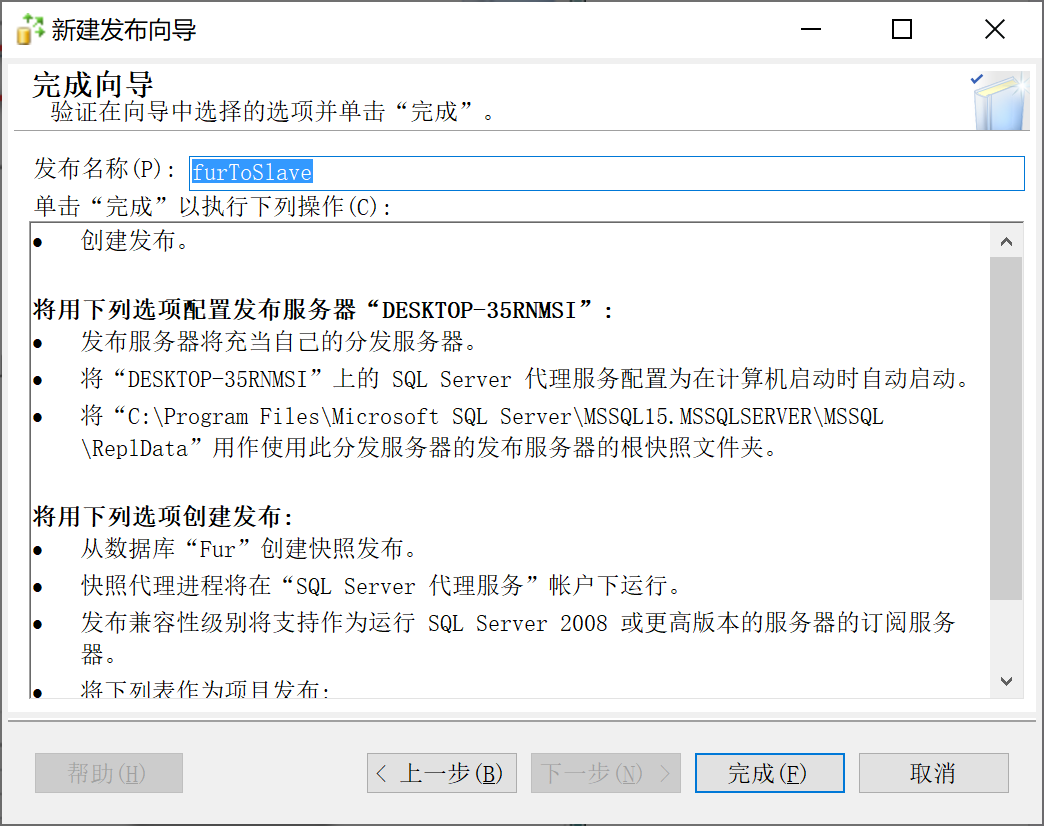 新建发布向导
完成向导
验证在向导中选择的选项并单击“完成”。
发布名称(P):
furToSlave
单击“完成”以执行下列操作(C):
● 创建发布。
将用下列选项配置发布服务器“DESKTOP-35RNMSI”:
● 发布服务器将充当自己的分发服务器。
● 将“DESKTOP-35RNMSI”上的 SQL Server 代理服务配置为在计算机启动时自动启动。
● 将“C:\Program Files\Microsoft SQL Server\MSSQL15.MSSQLSERVER\MSSQL
\ReplData”用作使用此分发服务器的发布服务器的根快照文件夹。
将用下列选项创建发布:
● 从数据库“Fur”创建快照发布。
● 快照代理进程将在“SQL Server 代理服务”帐户下运行。
● 发布兼容性级别将支持作为运行 SQL Server 2008 或更高版本的服务器的订阅服务
器。
● 将下列表作为项目发布:
帮助(H)
< 上一步(B)
下一步(N) >
完成(F)
取消